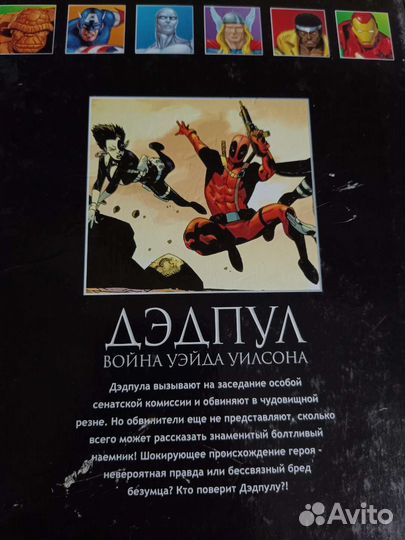 ДЭДПУЛ
ВОЙНА УЭЙДА УИЛСОНА
Дэдпула вызывают на заседание особой
сенатской комиссии и обвиняют в чудовищной
резне. Но обвинители еще не представляют, сколько
всего может рассказать знаменитый болтливый
наемник! Шокирующее происхождение героя -
невероятная правда или бессвязный бред
безумца? Кто поверит Дэдпулу?!
Avito